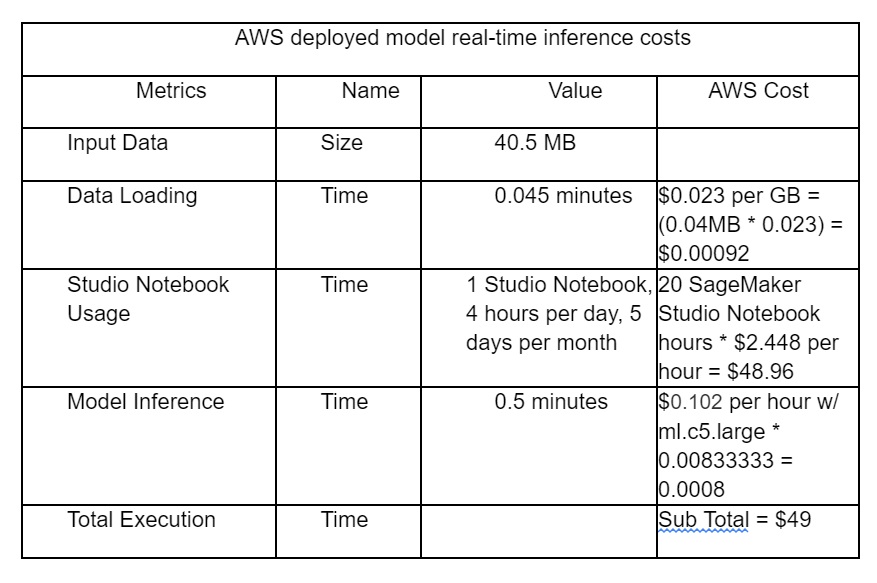 AWS deployed model real-time inference costs
Metrics Name Value AWS Cost
Input Data Size 40.5 MB
Data Loading Time 0.045 minutes $0.023 per GB =
(0.04MB * 0.023) =
$0.00092
Studio Notebook Time 1 Studio Notebook, 20 SageMaker
Usage 4 hours per day, 5 Studio Notebook
days per month hours * $2.448 per
hour = $48.96
Model Inference Time 0.5 minutes $0.102 per hour w/
ml.c5.large *
0.00833333 =
0.0008
Total Execution Time Sub Total = $49